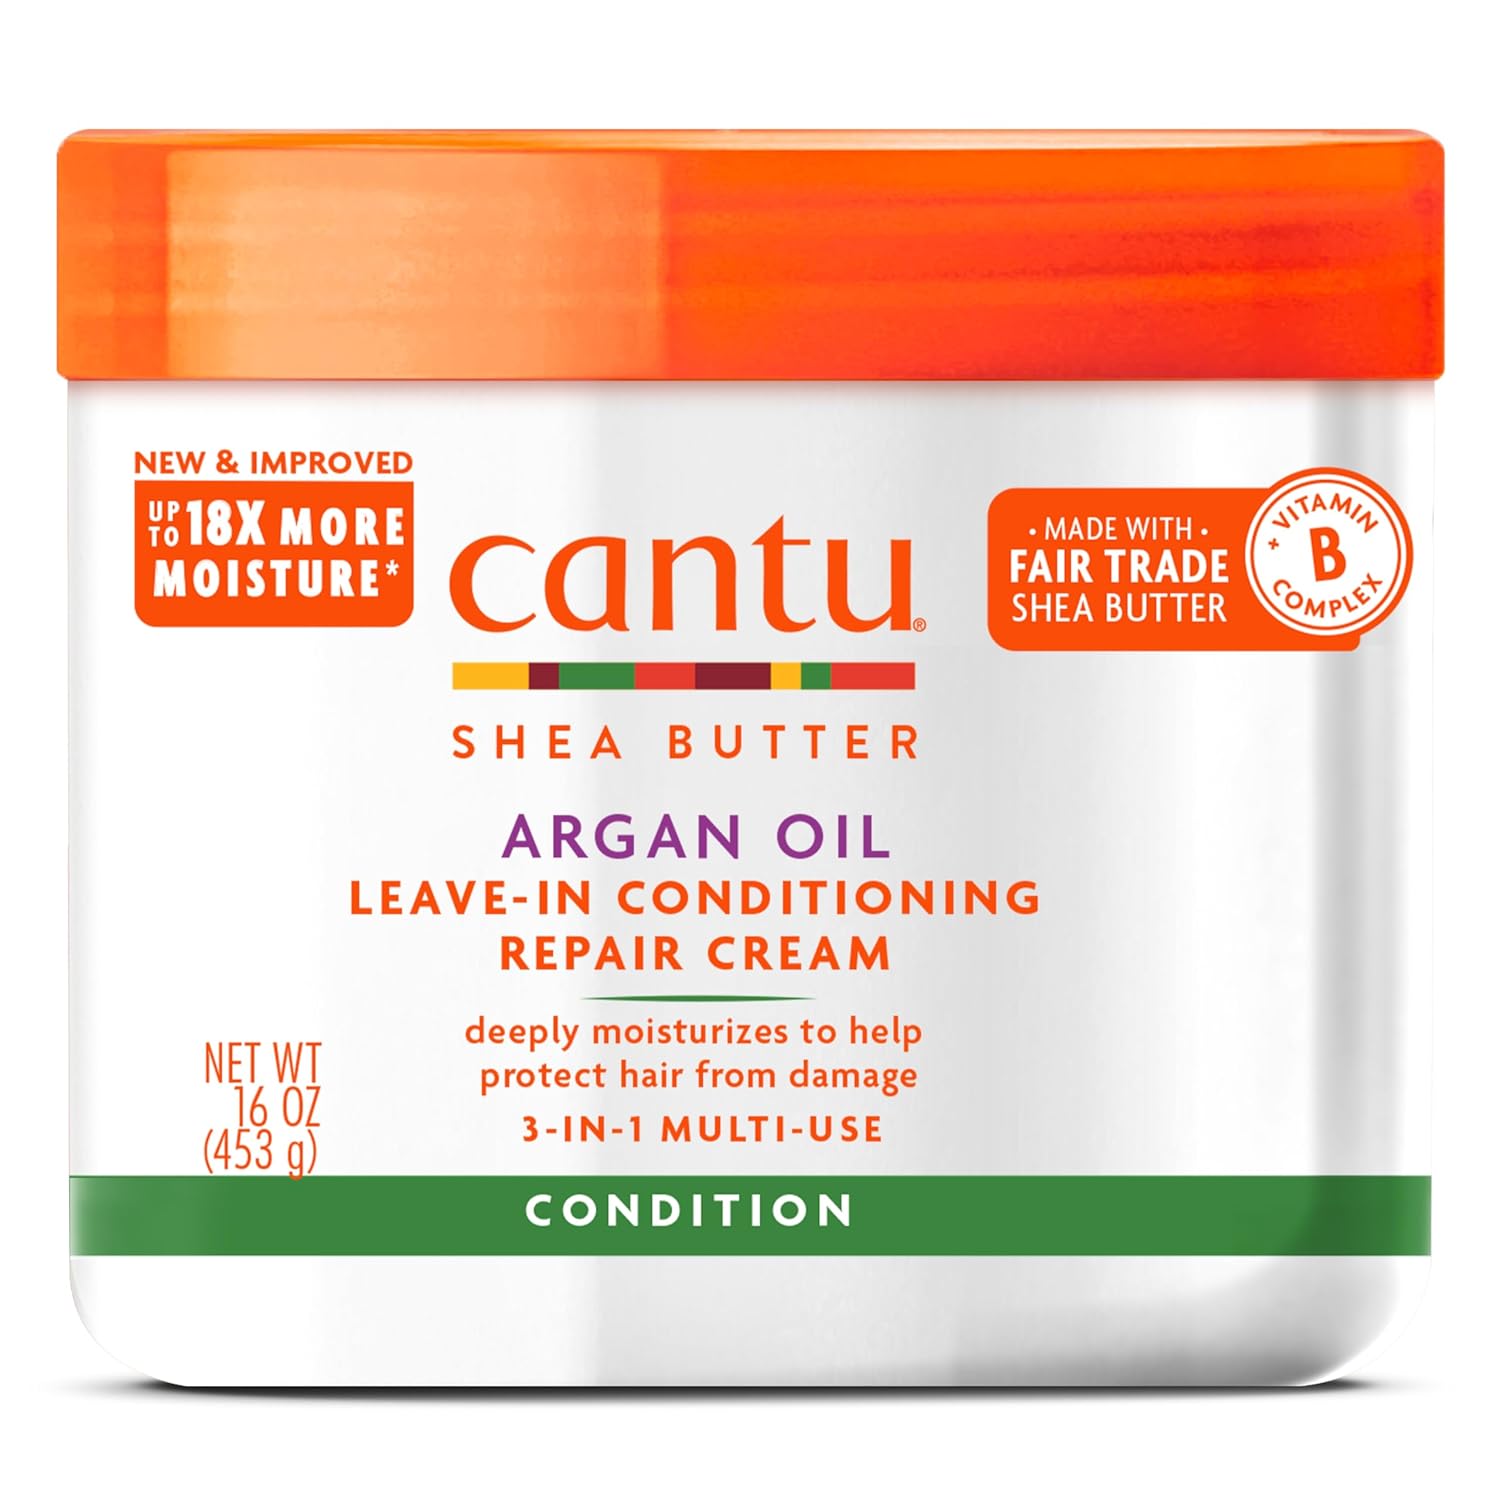 NEW & IMPROVED
UP TO 18X MORE
MOISTURE*
cantu®
SHEA BUTTER
• MADE WITH •
FAIR TRADE
SHEA BUTTER
+ VITAMIN
B
COMPLEX
ARGAN OIL
LEAVE-IN CONDITIONING
REPAIR CREAM
deeply moisturizes to help
protect hair from damage
3-IN-1 MULTI-USE
NET WT
16 OZ
(453 g)
CONDITION